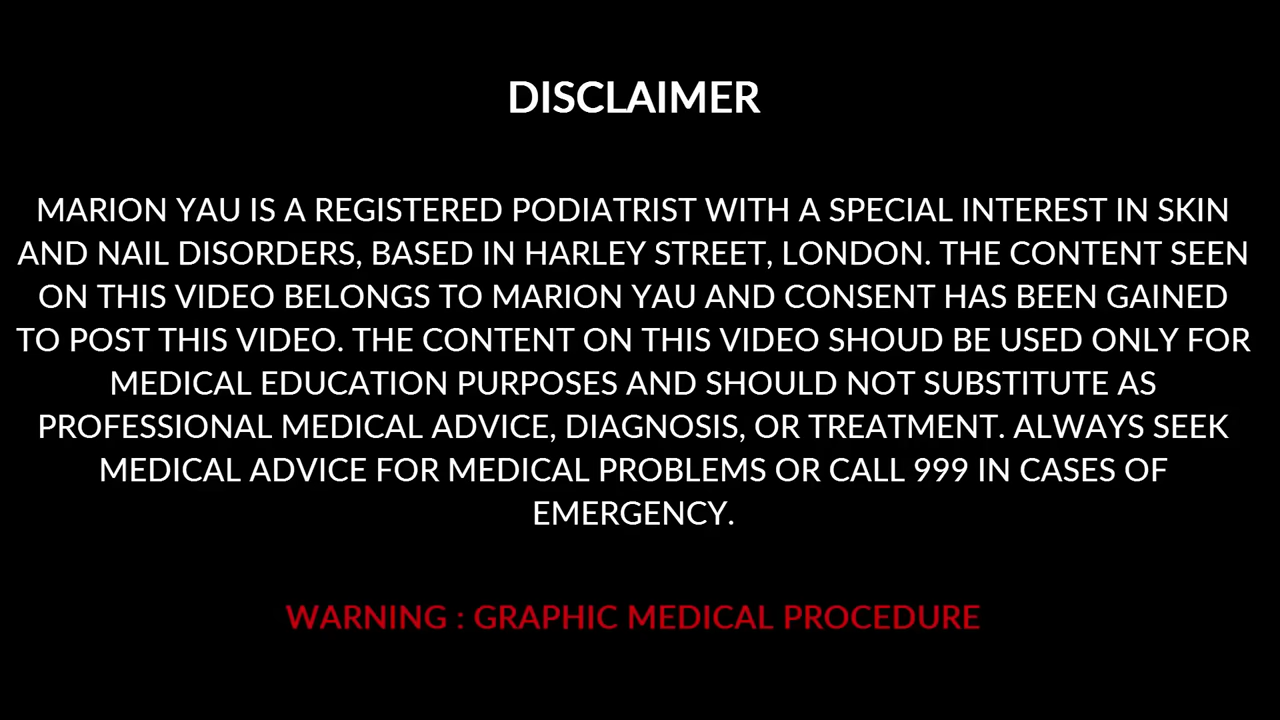 DISCLAIMER
MARION YAU IS A REGISTERED PODIATRIST WITH A SPECIAL INTEREST IN SKIN
AND NAIL DISORDERS, BASED IN HARLEY STREET, LONDON. THE CONTENT SEEN
ON THIS VIDEO BELONGS TO MARION YAU AND CONSENT HAS BEEN GAINED
TO POST THIS VIDEO. THE CONTENT ON THIS VIDEO SHOUD BE USED ONLY FOR
MEDICAL EDUCATION PURPOSES AND SHOULD NOT SUBSTITUTE AS
PROFESSIONAL MEDICAL ADVICE, DIAGNOSIS, OR TREATMENT. ALWAYS SEEK
MEDICAL ADVICE FOR MEDICAL PROBLEMS OR CALL 999 IN CASES OF
EMERGENCY.
WARNING : GRAPHIC MEDICAL PROCEDURE